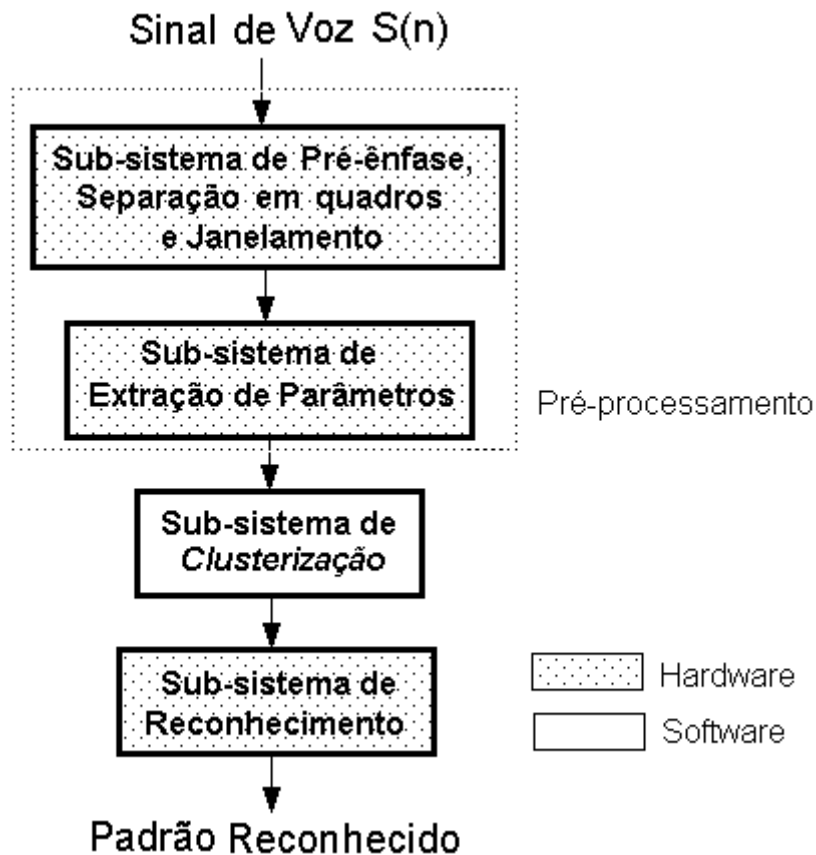 Sinal de Voz S(n)
Sub-sistema de Pré-ênfase,
Separação em quadros
e Janelamento
Sub-sistema de
Extração de Parâmetros
Pré-processamento
Sub-sistema de
Clusterização
Sub-sistema de
Reconhecimento
Hardware
Software
Padrão Reconhecido